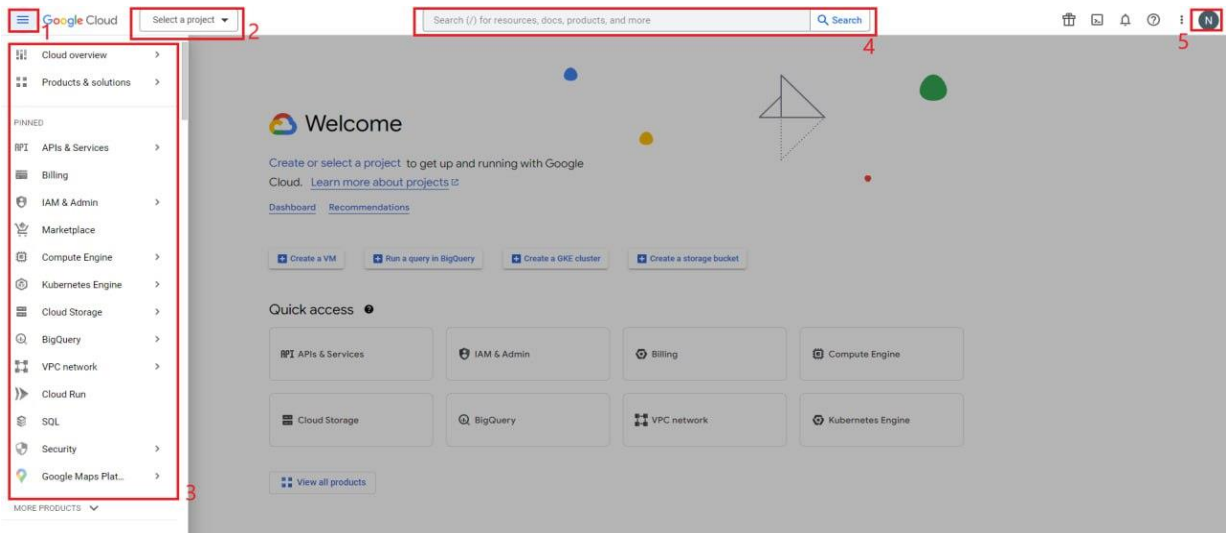 Google Cloud
Select a project
Search (/) for resources, docs, products, and more
Search
N
1
2
4
5
Cloud overview
Products & solutions
PINNED
API APIs & Services
Billing
IAM & Admin
Marketplace
Compute Engine
Kubernetes Engine
Cloud Storage
BigQuery
VPC network
Cloud Run
SQL
Security
Google Maps Plat...
3
MORE PRODUCTS
Welcome
Create or select a project to get up and running with Google
Cloud. Learn more about projects
Dashboard Recommendations
Create a VM Run a query in BigQuery Create a GKE cluster Create a storage bucket
Quick access
API APIs & Services IAM & Admin Billing Compute Engine
Cloud Storage BigQuery VPC network Kubernetes Engine
View all products